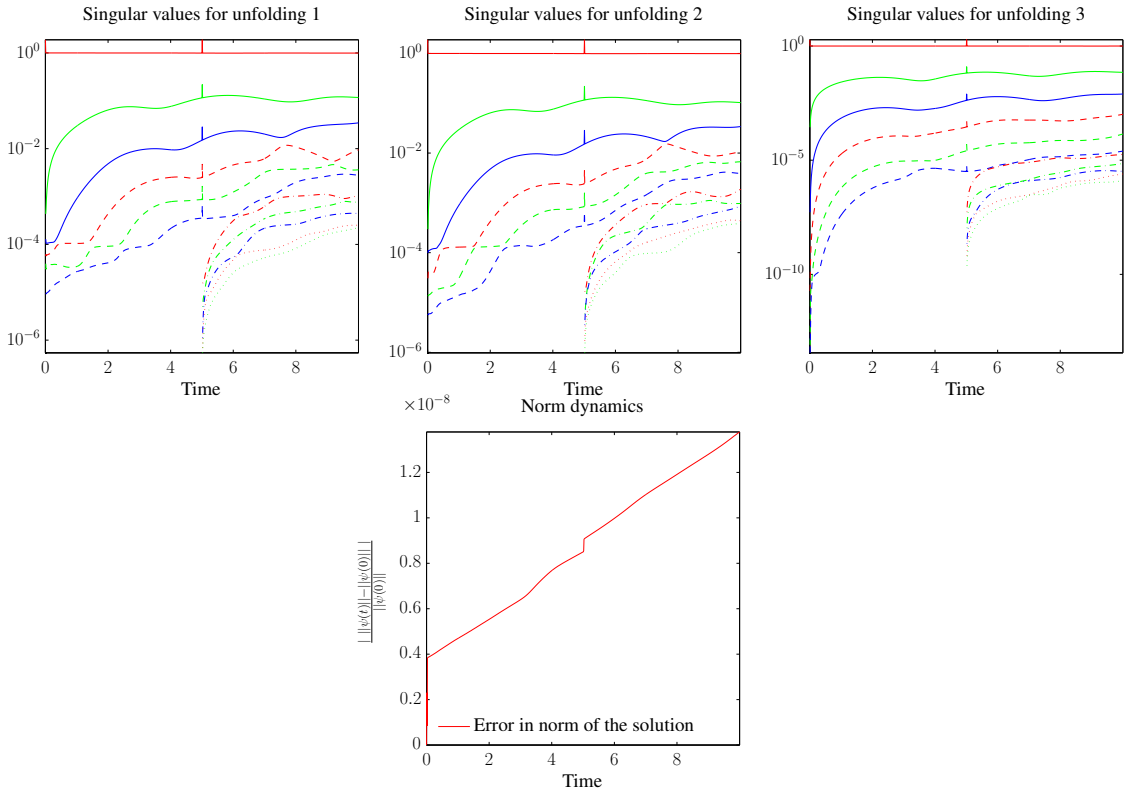 Singular values for unfolding 1
10^0
10^−2
10^−4
10^−6
0 2 4 6 8
Time
Singular values for unfolding 2
10^0
10^−2
10^−4
10^−6
0 2 4 6 8
Time
Singular values for unfolding 3
10^0
10^−5
10^−10
0 2 4 6 8
Time
×10^−8
Norm dynamics
1.2
1
0.8
0.6
0.4
0.2
0
| ||ψ(t)||−||ψ(0)|| |
||ψ(0)||
Error in norm of the solution
0 2 4 6 8
Time